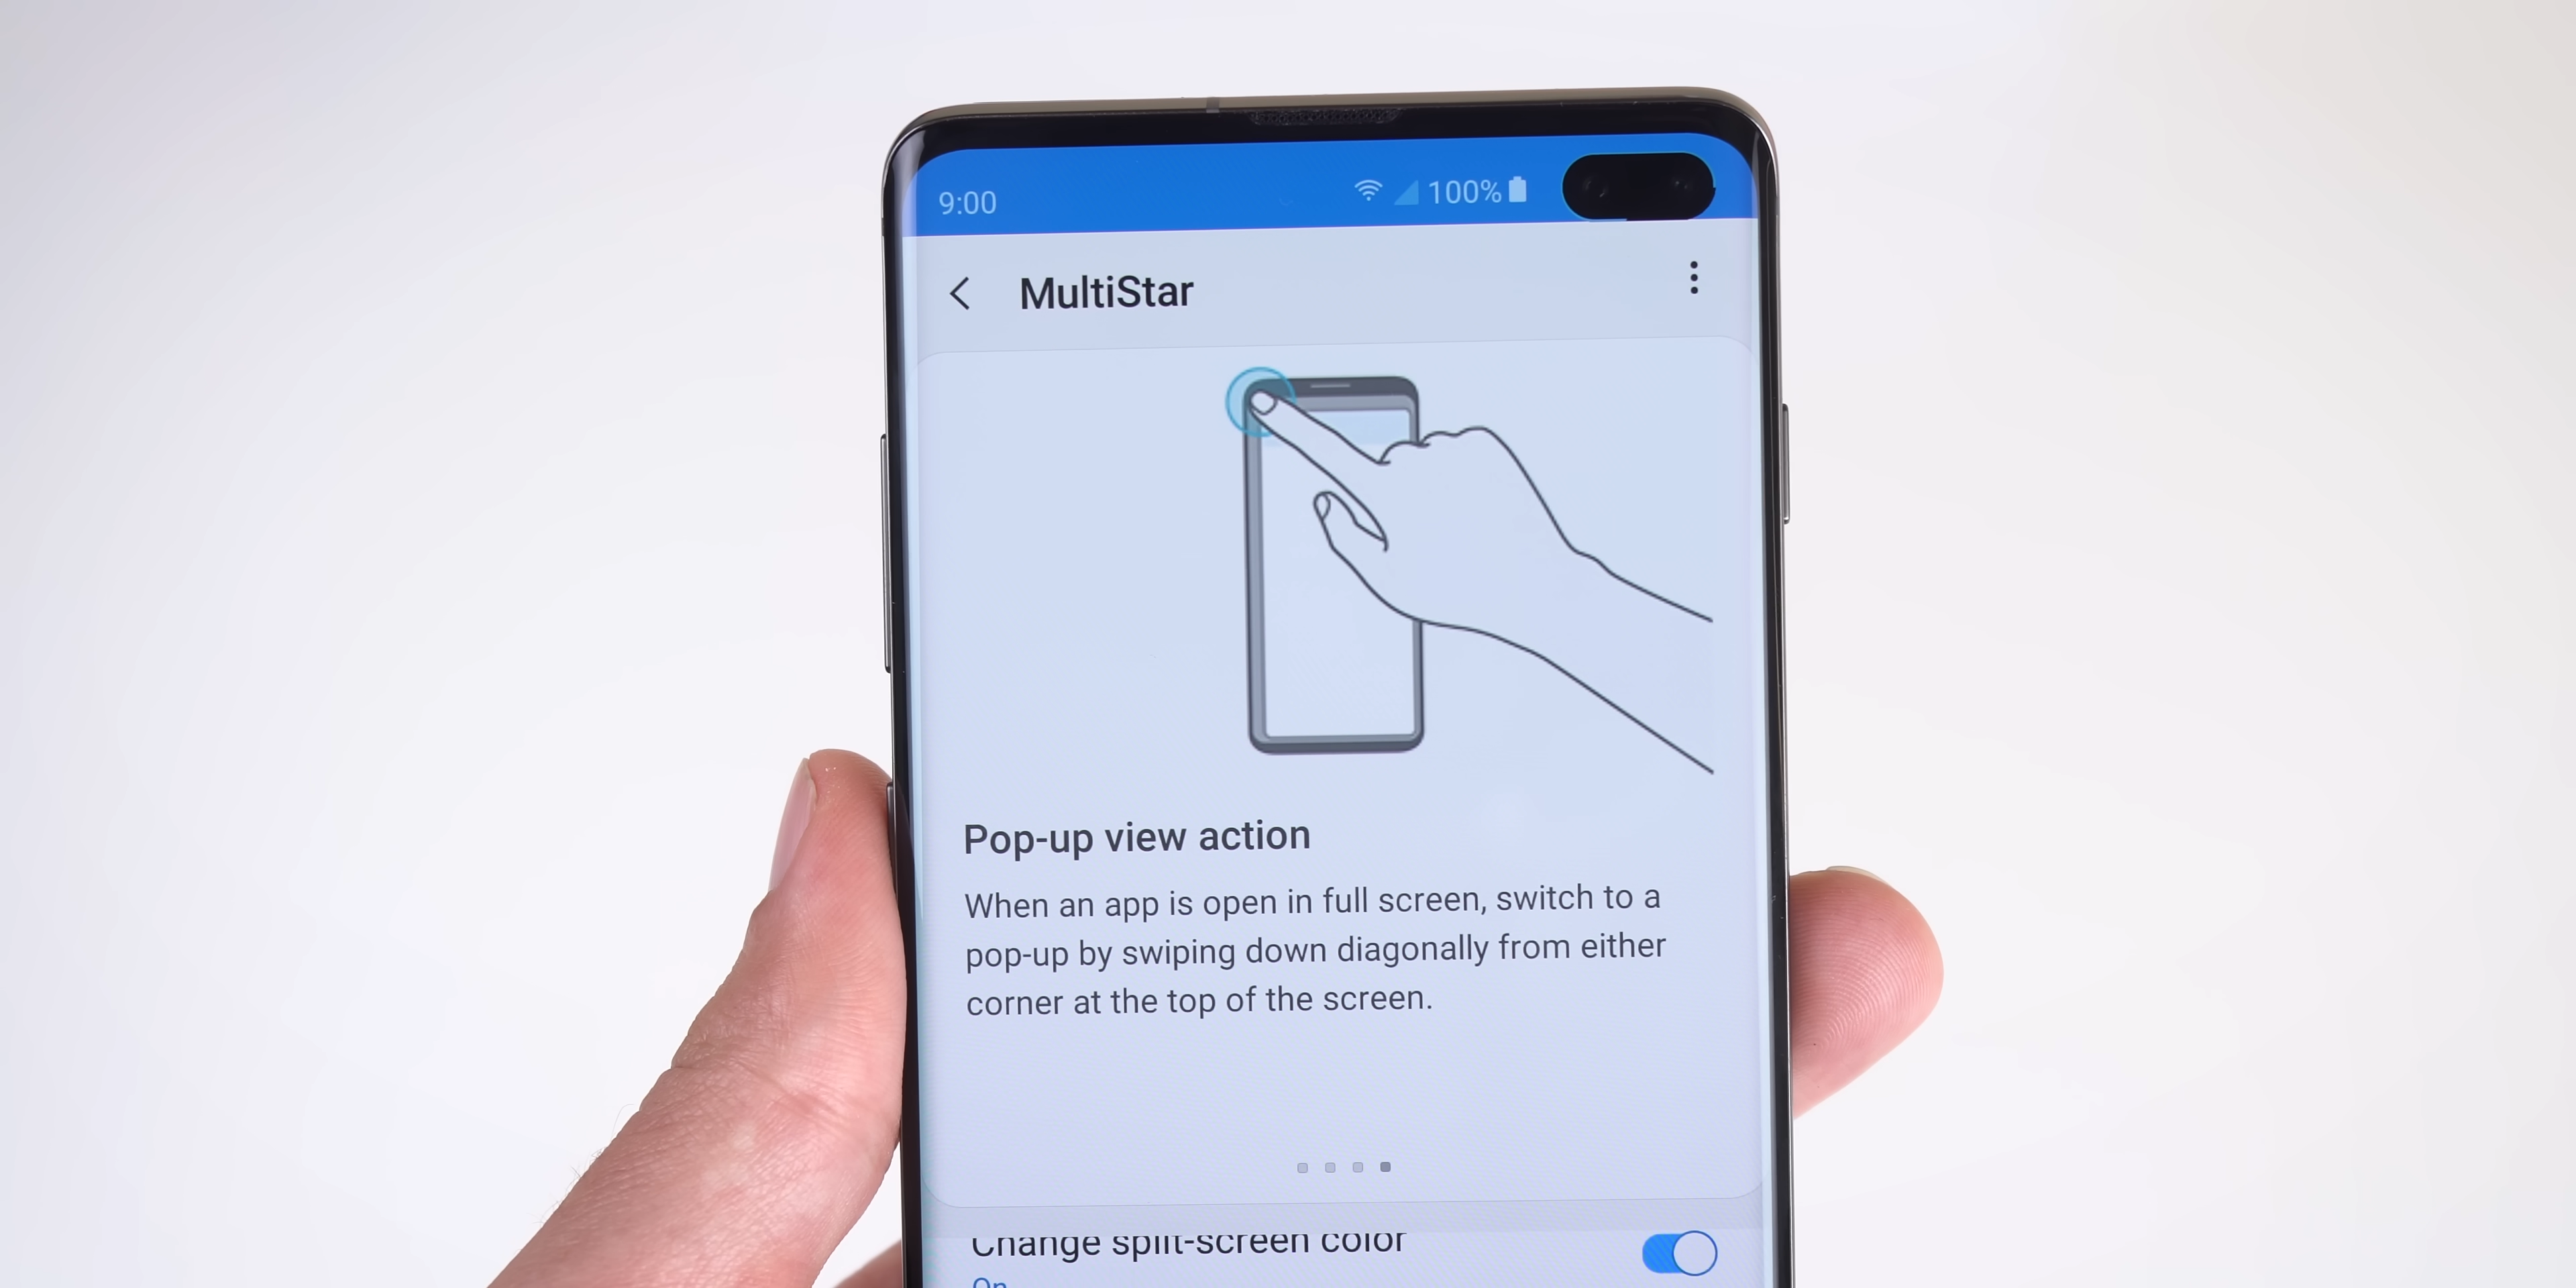 9:00 100%
MultiStar
Pop-up view action
When an app is open in full screen, switch to a
pop-up by swiping down diagonally from either
corner at the top of the screen.
Change split-screen color
On